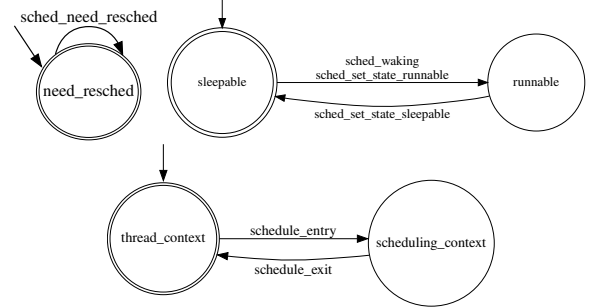 sched_need_resched
need_resched
sleepable
sched_waking
sched_set_state_runnable
sched_set_state_sleepable
runnable
thread_context
schedule_entry
schedule_exit
scheduling_context